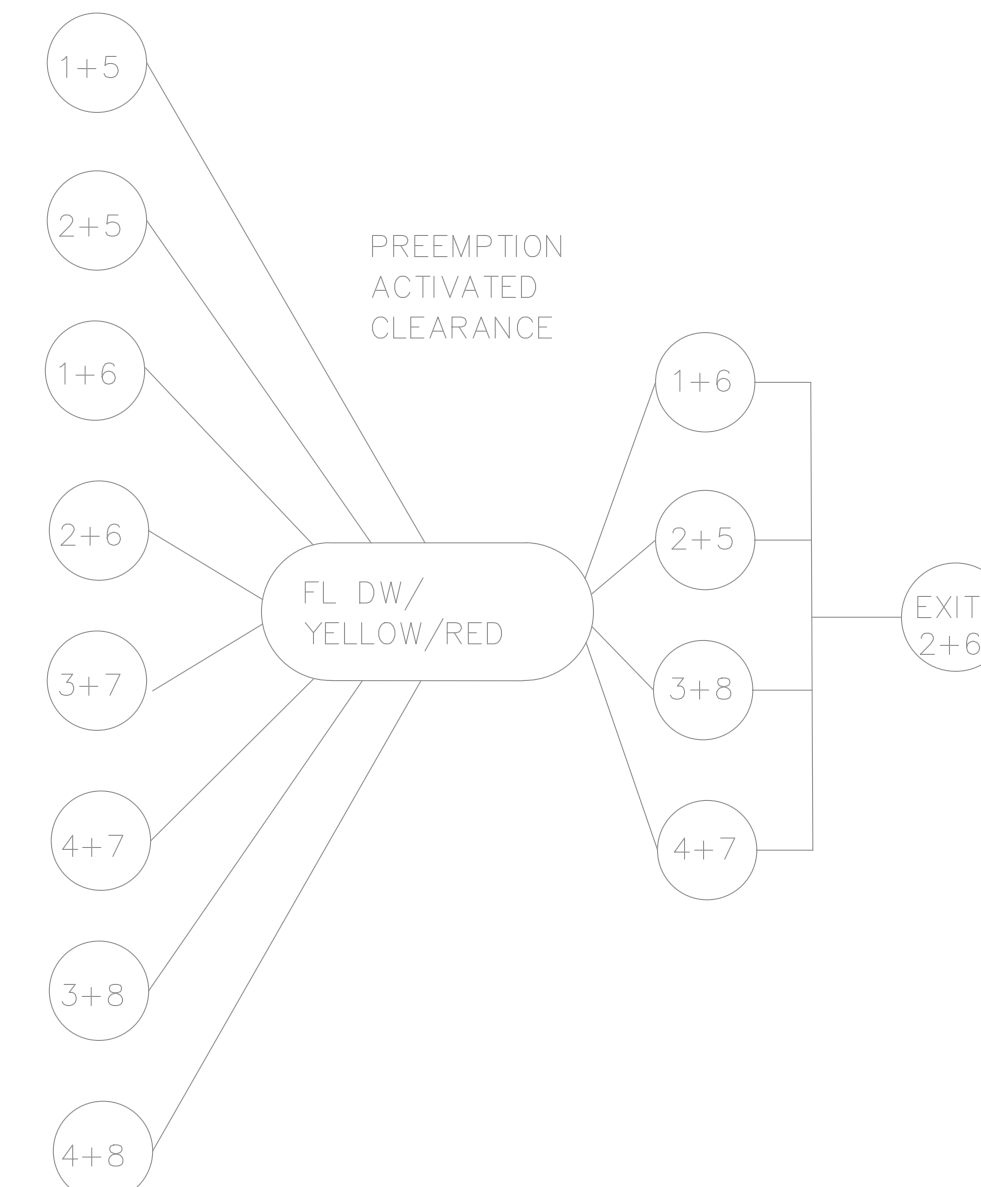 1+5
2+5
1+6
2+6
3+7
4+7
3+8
4+8
PREEMPTION
ACTIVATED
CLEARANCE
FL DW/
YELLOW/RED
1+6
2+5
3+8
4+7
EXIT
2+6